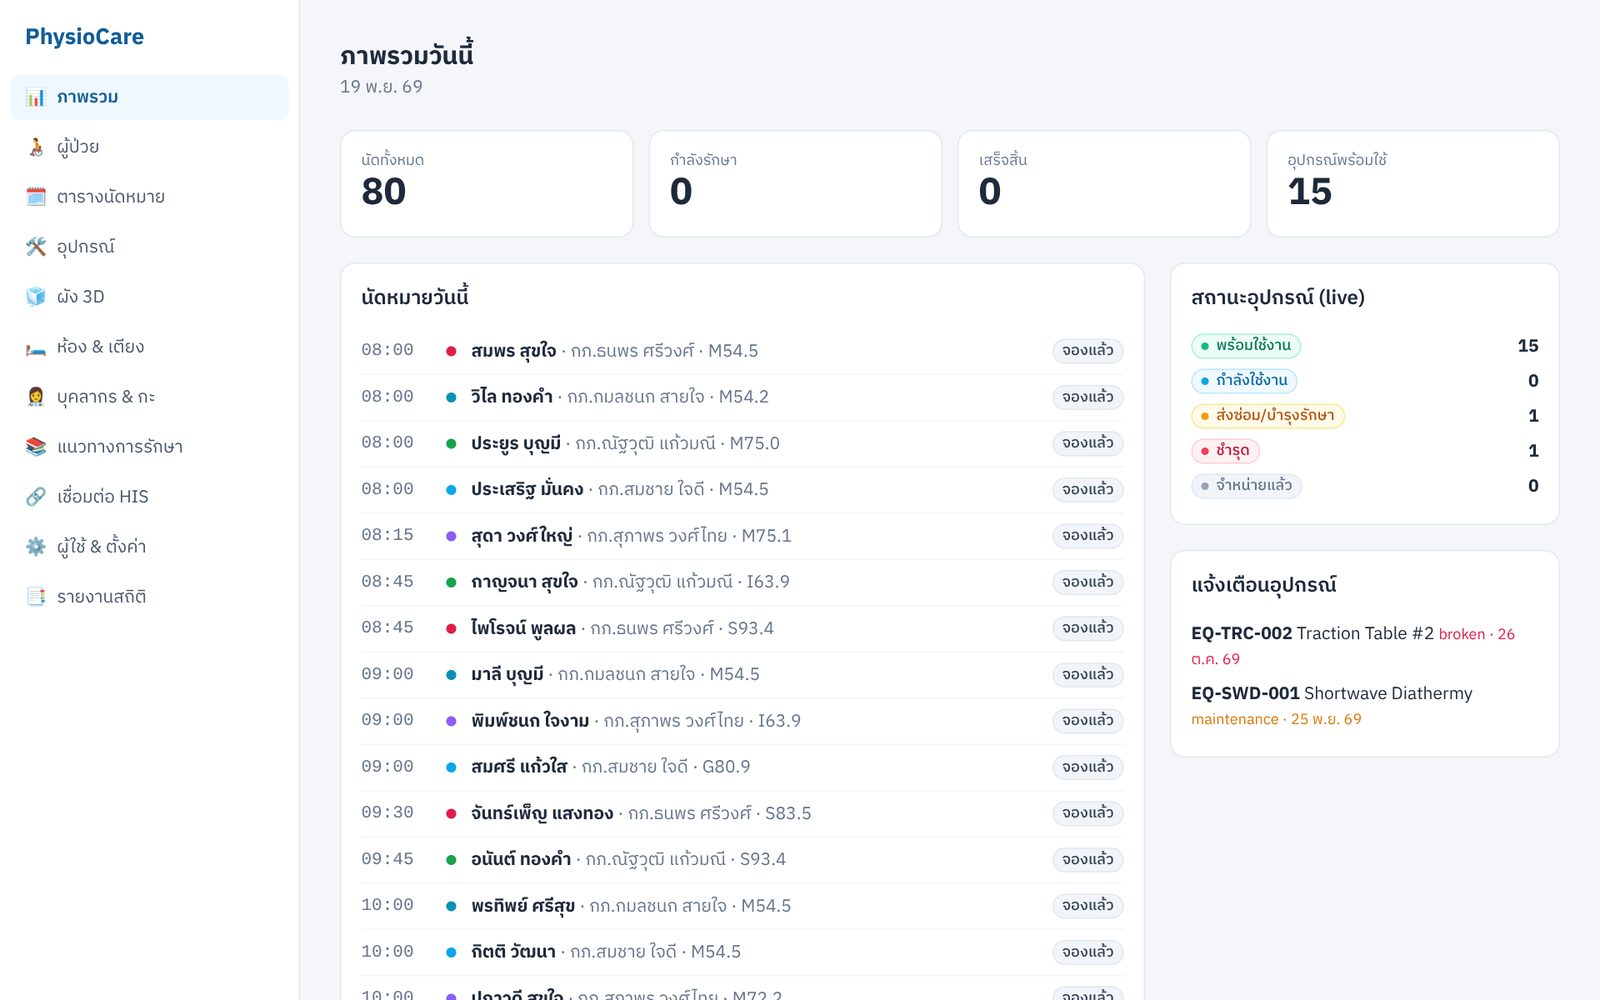 PhysioCare
ภาพรวม
ผู้ป่วย
ตารางนัดหมาย
อุปกรณ์
ผัง 3D
ห้อง & เตียง
บุคลากร & กะ
แนวทางการรักษา
เชื่อมต่อ HIS
ผู้ใช้ & ตั้งค่า
รายงานสถิติ
ภาพรวมวันนี้
19 พ.ย. 69
นัดทั้งหมด
80
กำลังรักษา
0
เสร็จสิ้น
0
อุปกรณ์พร้อมใช้
15
นัดหมายวันนี้
08:00 สมพร สุขใจ · กภ.ธนพร ศรีวงศ์ · M54.5 จองแล้ว
08:00 วิไล ทองคำ · กภ.กมลชนก สายใจ · M54.2 จองแล้ว
08:00 ประยูร บุญมี · กภ.ณัฐวุฒิ แก้วมณี · M75.0 จองแล้ว
08:00 ประเสริฐ มั่นคง · กภ.สมชาย ใจดี · M54.5 จองแล้ว
08:15 สุดา วงศ์ใหญ่ · กภ.สุภาพร วงศ์ไทย · M75.1 จองแล้ว
08:45 กาญจนา สุขใจ · กภ.ณัฐวุฒิ แก้วมณี · I63.9 จองแล้ว
08:45 ไพโรจน์ พูลผล · กภ.ธนพร ศรีวงศ์ · S93.4 จองแล้ว
09:00 มาลี บุญมี · กภ.กมลชนก สายใจ · M54.5 จองแล้ว
09:00 พิมพ์ชนก ใจงาม · กภ.สุภาพร วงศ์ไทย · I63.9 จองแล้ว
09:00 สมศรี แก้วใส · กภ.สมชาย ใจดี · G80.9 จองแล้ว
09:30 จันทร์เพ็ญ แสงทอง · กภ.ธนพร ศรีวงศ์ · S83.5 จองแล้ว
09:45 อนันต์ ทองคำ · กภ.ณัฐวุฒิ แก้วมณี · S93.4 จองแล้ว
10:00 พรทิพย์ ศรีสุข · กภ.กมลชนก สายใจ · M54.5 จองแล้ว
10:00 กิตติ วัฒนา · กภ.สมชาย ใจดี · M54.5 จองแล้ว
10:00 สุขใจ · กภ.สุภาพร วงศ์ไทย · M72.2 จองแล้ว
สถานะอุปกรณ์ (live)
พร้อมใช้งาน 15
กำลังใช้งาน 0
ส่งซ่อม/บำรุงรักษา 1
ชำรุด 1
จำหน่ายแล้ว 0
แจ้งเตือนอุปกรณ์
EQ-TRC-002 Traction Table #2 broken · 26
ต.ค. 69
EQ-SWD-001 Shortwave Diathermy
maintenance · 25 พ.ย. 69